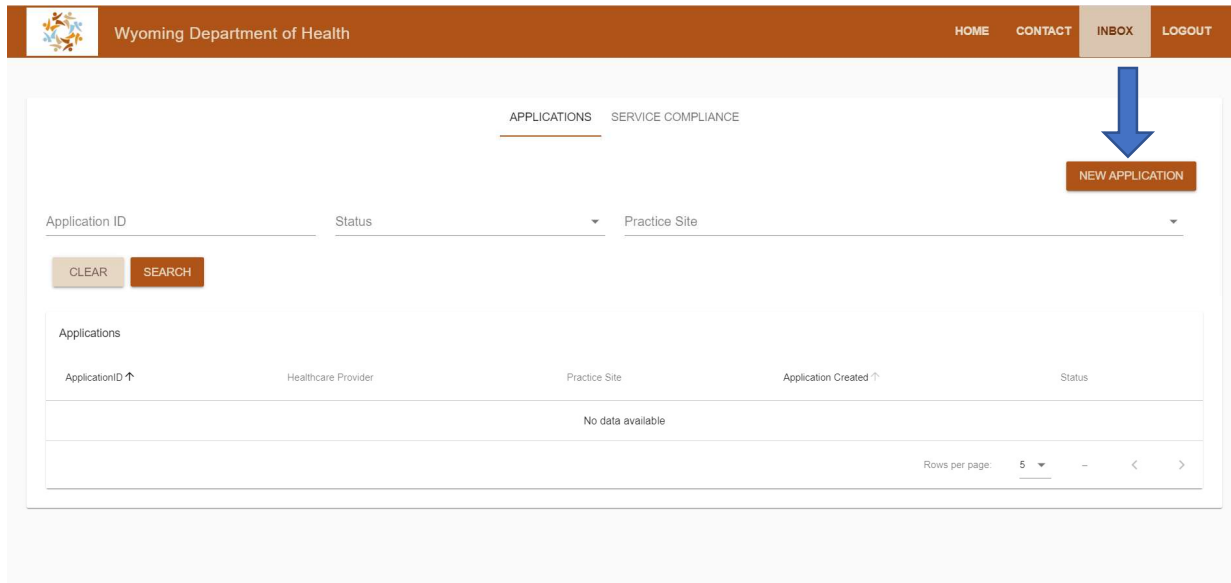 Wyoming Department of Health HOME CONTACT INBOX LOGOUT
APPLICATIONS SERVICE COMPLIANCE
NEW APPLICATION
Application ID Status Practice Site
CLEAR SEARCH
Applications
ApplicationID ↑ Healthcare Provider Practice Site Application Created ↑ Status
No data available
Rows per page: 5 – < >